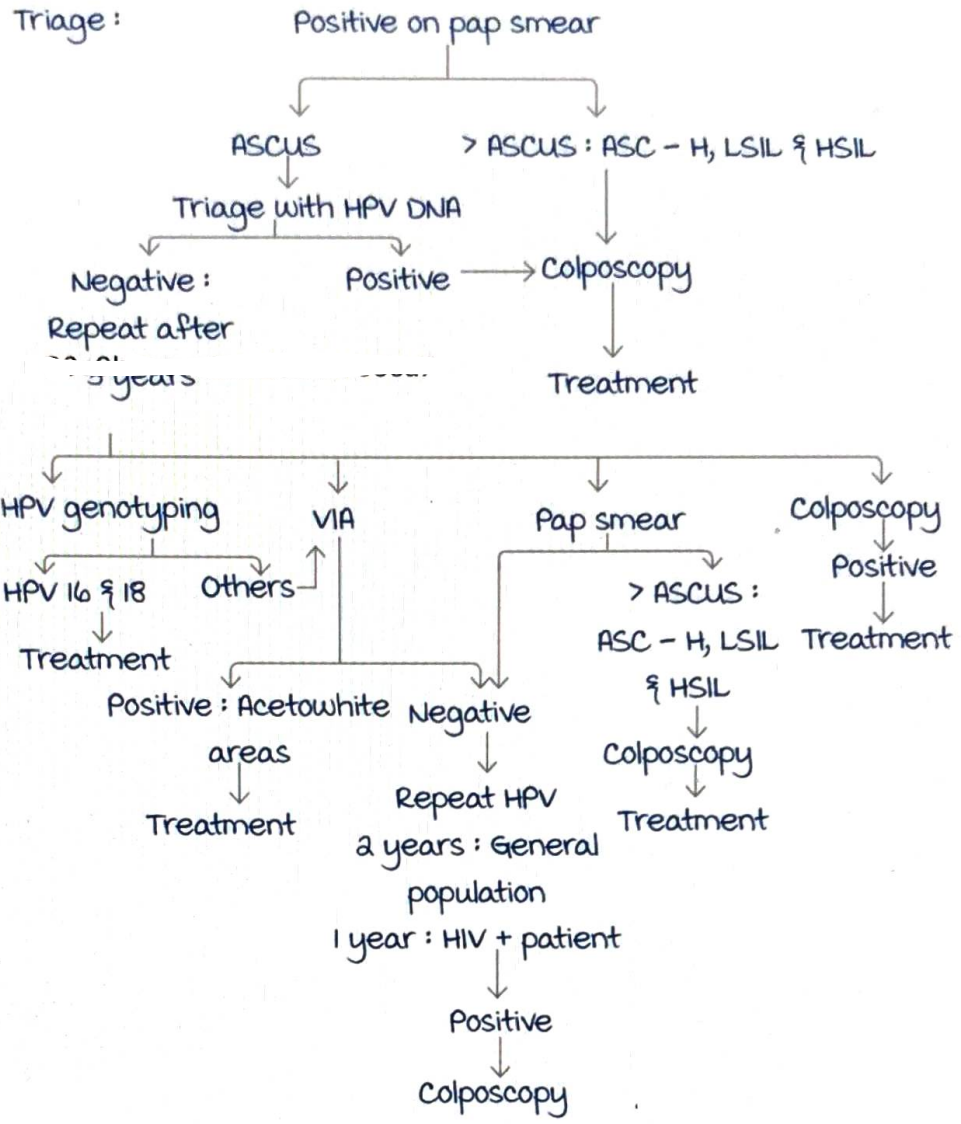 Triage :
Positive on pap smear
ASCUS
> ASCUS : ASC - H, LSIL & HSIL
Triage with HPV DNA
Negative :
Repeat after
Positive
Colposcopy
years
Treatment
HPV genotyping
VIA
Pap smear
Colposcopy
HPV 16 & 18
Others
Treatment
> ASCUS :
ASC - H, LSIL
& HSIL
Positive
Treatment
Positive : Acetowhite
areas
Treatment
Negative
Colposcopy
Treatment
Repeat HPV
2 years : General
population
1 year : HIV + patient
Positive
Colposcopy